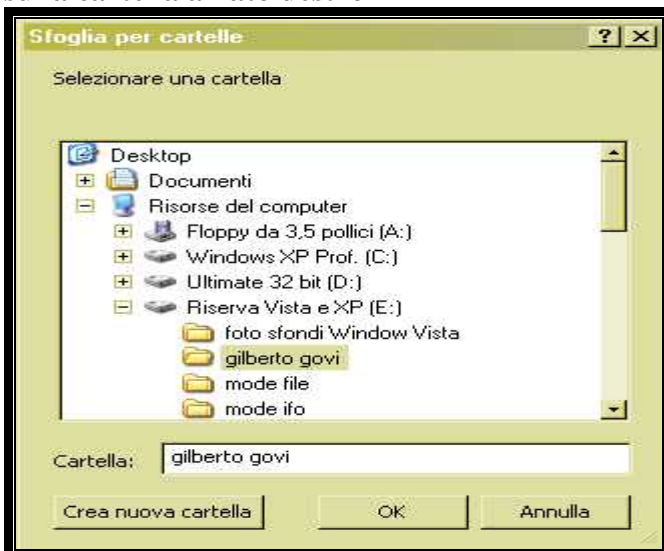 Sfoglia per cartelle
Selezionare una cartella
Desktop
Documenti
Risorse del computer
Floppy da 3,5 pollici (A:)
Windows XP Prof. (C:)
Ultimate 32 bit (D:)
Riserva Vista e XP (E:)
foto sfondi Window Vista
gilberto govi
mode file
mode ifo
Cartella: gilberto govi
Crea nuova cartella OK Annulla